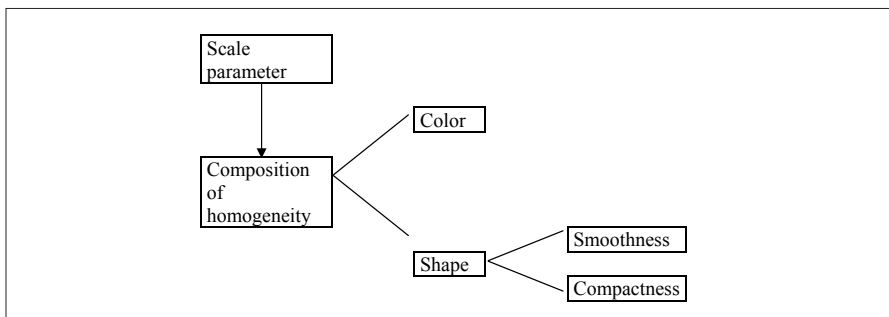 Scale
parameter
Color
Composition
of
homogeneity
Smoothness
Shape
Compactness